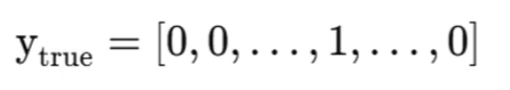 y_true = [0, 0, . . . , 1, . . . , 0]